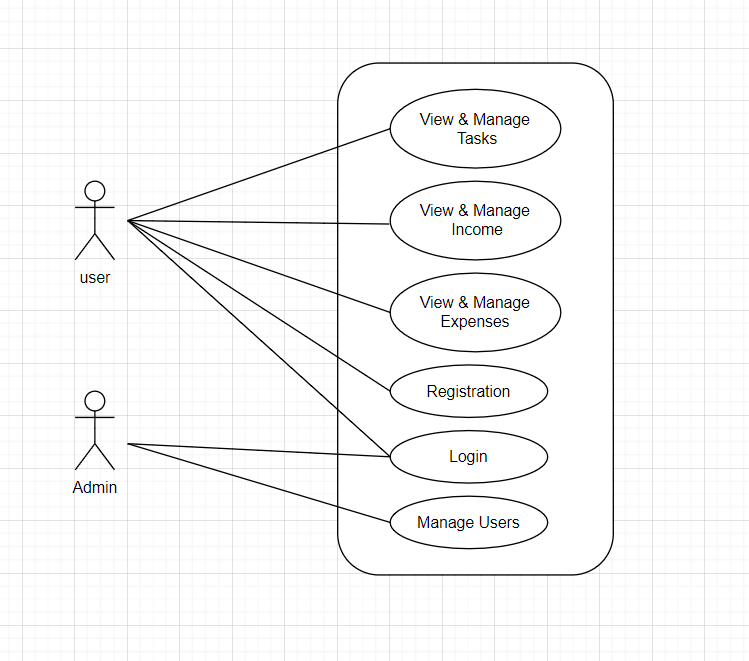 View & Manage
Tasks
View & Manage
Income
user
View & Manage
Expenses
Registration
Login
Admin
Manage Users